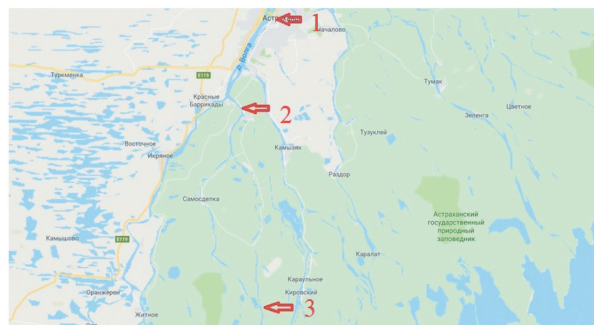 Астрахань
1
Началово
р. Волга
Туркменка
E119
Тумак
Красные
Баррикады
2
Цветное
Зеленга
Тузуклей
Восточное
Икряное
Камызяк
Раздор
Самосделка
Астраханский
государственный
природный
заповедник
Камышово
E119
Каралат
Караульное
Оранжереи
Кировский
3
Житное